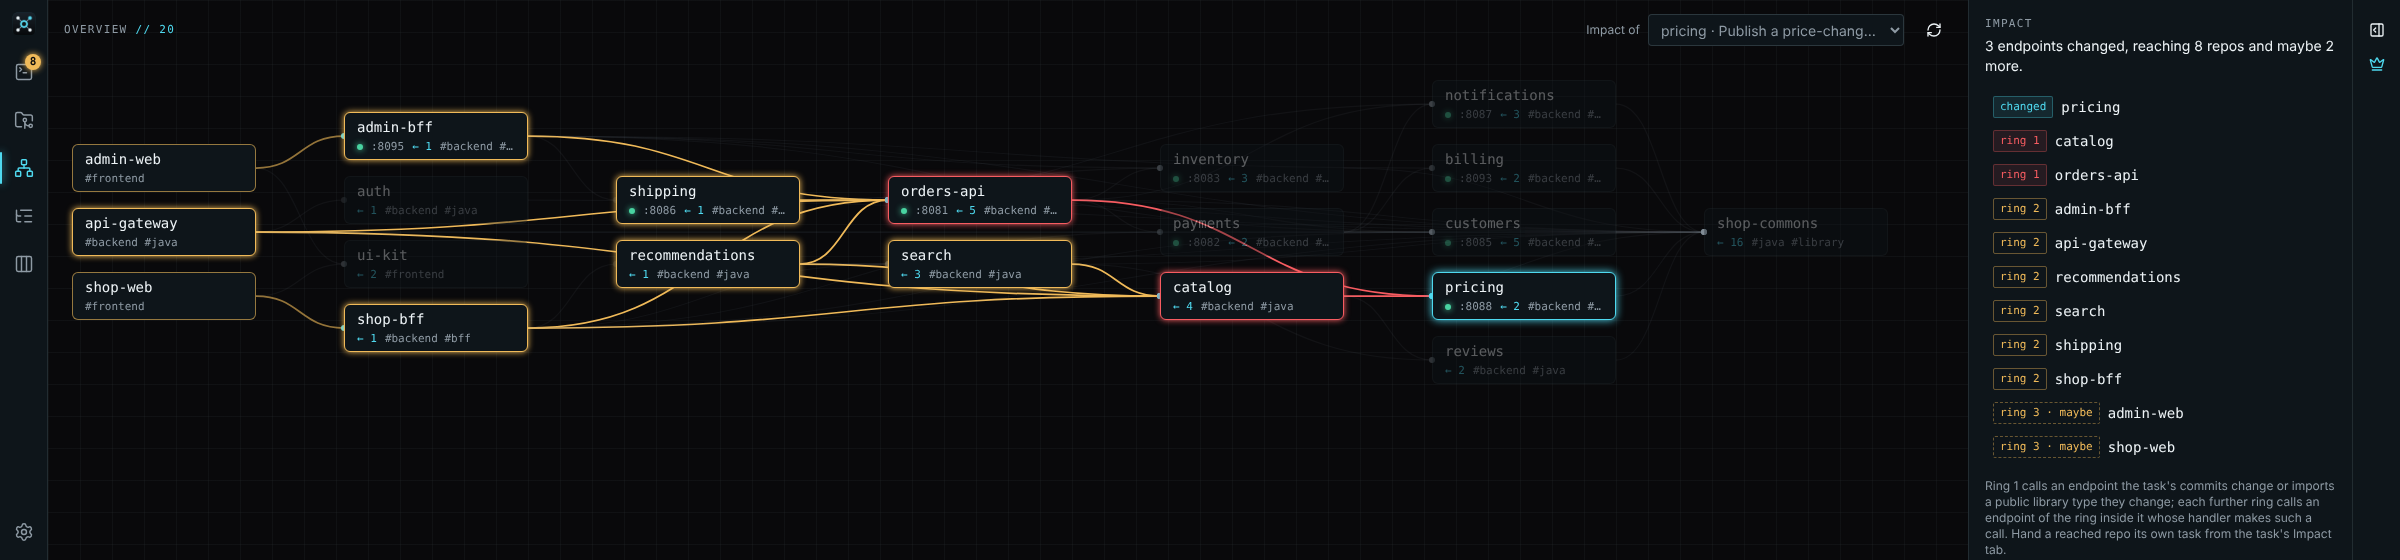 8
OVERVIEW // 20
Impact of
pricing · Publish a price-chang...
admin-web
#frontend
api-gateway
#backend #java
shop-web
#frontend
admin-bff
:8095 ← 1 #backend #…
auth
← 1 #backend #java
ui-kit
← 2 #frontend
shop-bff
← 1 #backend #bff
shipping
:8086 ← 1 #backend #…
recommendations
← 1 #backend #java
orders-api
:8081 ← 5 #backend #…
search
← 3 #backend #java
inventory
:8083 ← 3 #backend #…
payments
:8082 ← 2 #backend #…
catalog
← 4 #backend #java
notifications
:8087 ← 3 #backend #…
billing
:8093 ← 2 #backend #…
customers
:8085 ← 5 #backend #…
pricing
:8088 ← 2 #backend #…
reviews
← 2 #backend #java
shop-commons
← 16 #java #library
IMPACT
3 endpoints changed, reaching 8 repos and maybe 2
more.
changed pricing
ring 1 catalog
ring 1 orders-api
ring 2 admin-bff
ring 2 api-gateway
ring 2 recommendations
ring 2 search
ring 2 shipping
ring 2 shop-bff
ring 3 · maybe admin-web
ring 3 · maybe shop-web
Ring 1 calls an endpoint the task's commits change or imports
a public library type they change; each further ring calls an
endpoint of the ring inside it whose handler makes such a
call. Hand a reached repo its own task from the task's Impact
tab.